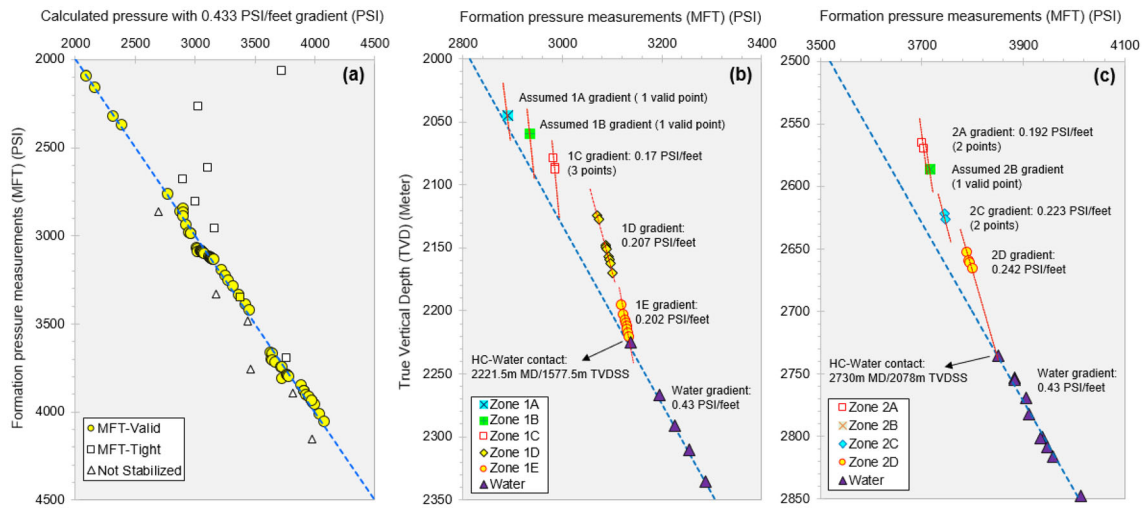 Calculated pressure with 0.433 PSI/feet gradient (PSI)
2000 2500 3000 3500 4000 4500
Formation pressure measurements (MFT) (PSI)
2000
2500
3000
3500
4000
4500
(a)
MFT-Valid
MFT-Tight
Not Stabilized
Formation pressure measurements (MFT) (PSI)
2800 3000 3200 3400
True Vertical Depth (TVD) (Meter)
2000
2050
2100
2150
2200
2250
2300
2350
(b)
Assumed 1A gradient ( 1 valid point)
Assumed 1B gradient (1 valid point)
1C gradient: 0.17 PSI/feet
(3 points)
1D gradient:
0.207 PSI/feet
1E gradient:
0.202 PSI/feet
HC-Water contact:
2221.5m MD/1577.5m TVDSS
Water gradient:
0.43 PSI/feet
Zone 1A
Zone 1B
Zone 1C
Zone 1D
Zone 1E
Water
Formation pressure measurements (MFT) (PSI)
3500 3700 3900 4100
2500
2550
2600
2650
2700
2750
2800
2850
(c)
2A gradient: 0.192 PSI/feet
(2 points)
Assumed 2B gradient
(1 valid point)
2C gradient: 0.223 PSI/feet
(2 points)
2D gradient:
0.242 PSI/feet
HC-Water contact:
2730m MD/2078m TVDSS
Water gradient:
0.43 PSI/feet
Zone 2A
Zone 2B
Zone 2C
Zone 2D
Water